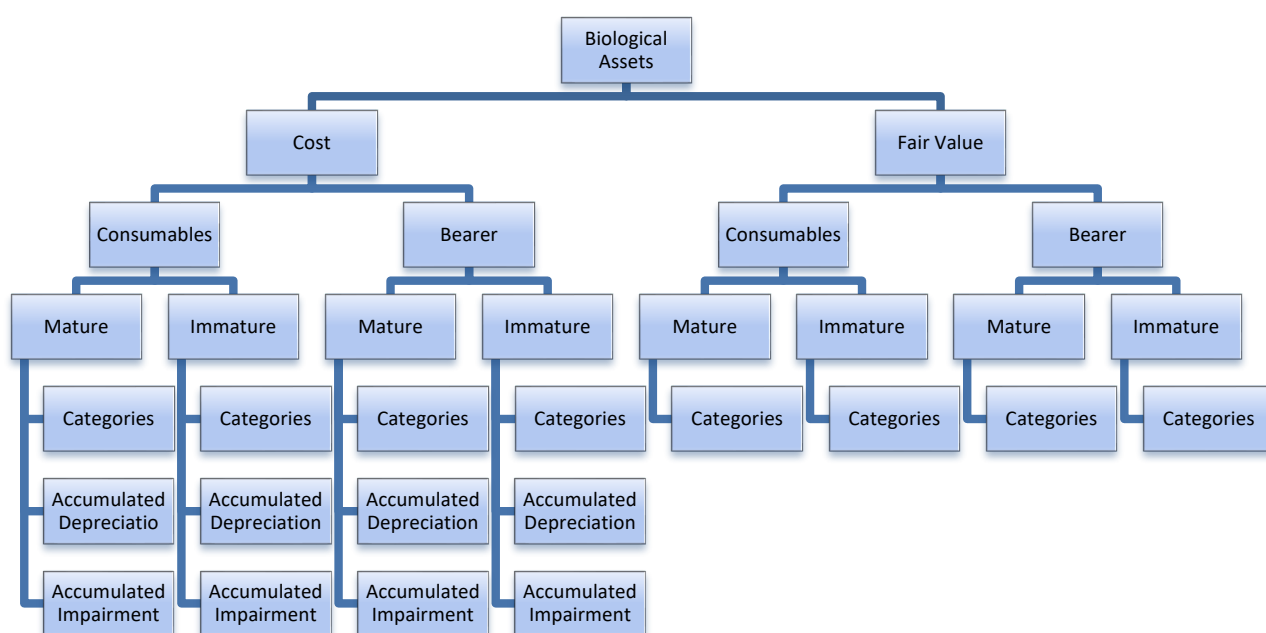 Biological
Assets
Cost
Fair Value
Consumables
Bearer
Consumables
Bearer
Mature
Immature
Mature
Immature
Mature
Immature
Mature
Immature
Categories
Categories
Categories
Categories
Categories
Categories
Categories
Categories
Accumulated
Depreciatio
Accumulated
Depreciation
Accumulated
Depreciation
Accumulated
Depreciation
Accumulated
Impairment
Accumulated
Impairment
Accumulated
Impairment
Accumulated
Impairment